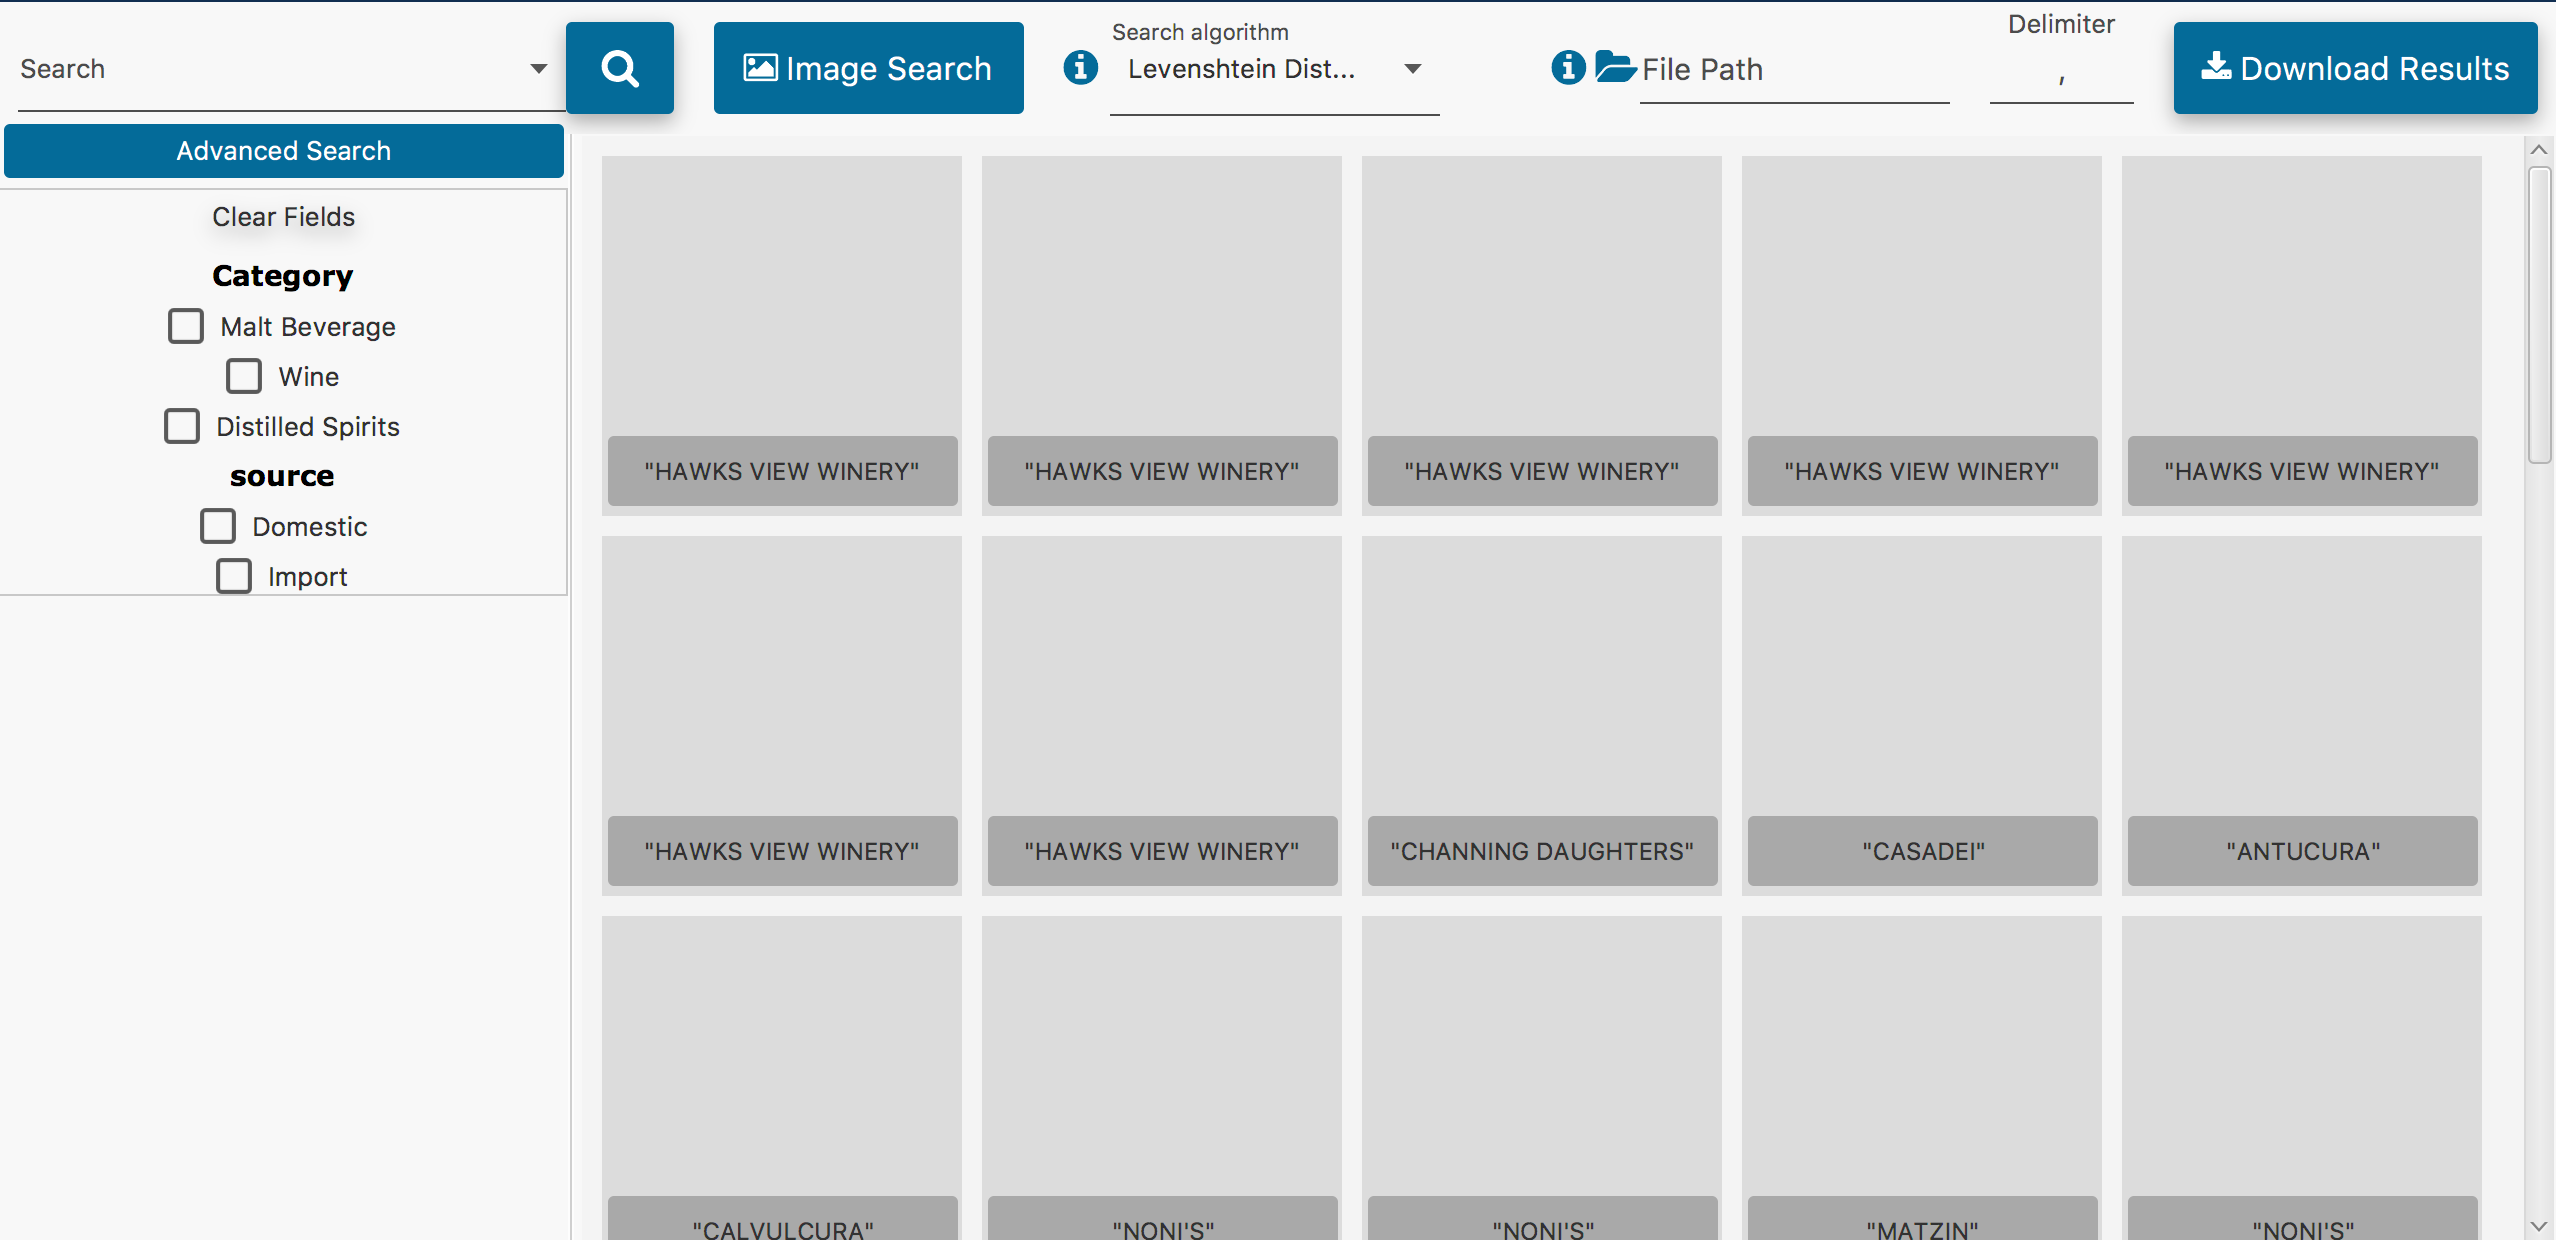 Search
Image Search
Search algorithm
Levenshtein Dist...
File Path
Delimiter
,
Download Results
Advanced Search
Clear Fields
Category
Malt Beverage
Wine
Distilled Spirits
source
Domestic
Import
"HAWKS VIEW WINERY"
"HAWKS VIEW WINERY"
"HAWKS VIEW WINERY"
"HAWKS VIEW WINERY"
"HAWKS VIEW WINERY"
"HAWKS VIEW WINERY"
"HAWKS VIEW WINERY"
"CHANNING DAUGHTERS"
"CASADEI"
"ANTUCURA"
"CALVULCURA"
"NONI'S"
"NONI'S"
"MATZIN"
"NONI'S"